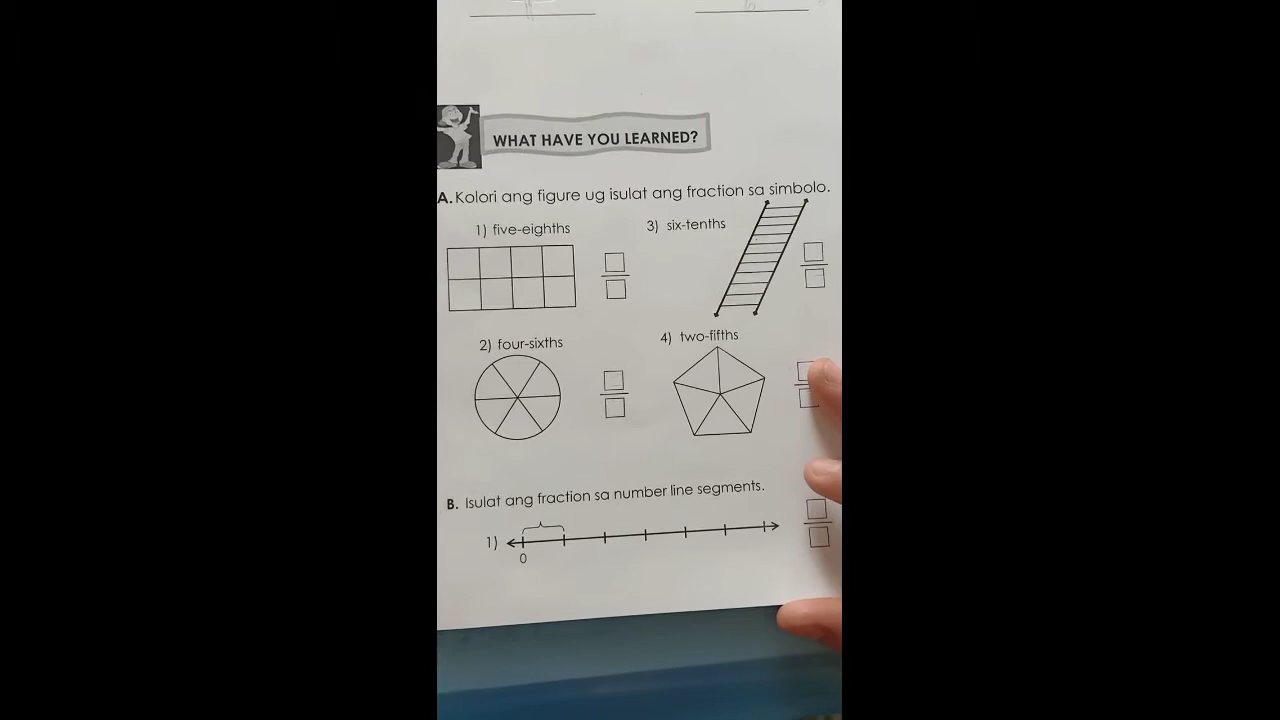 WHAT HAVE YOU LEARNED?
A. Kolori ang figure ug isulat ang fraction sa simbolo.
1) five-eighths
3) six-tenths
2) four-sixths
4) two-fifths
B. Isulat ang fraction sa number line segments.
1)
0